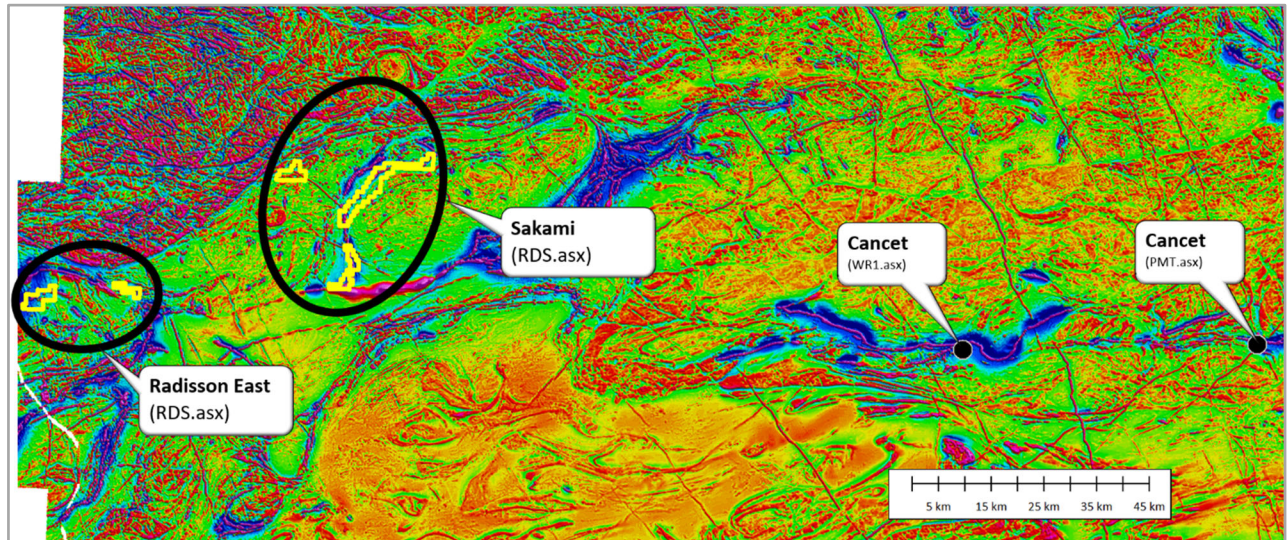 Sakami
(RDS.asx)
Cancet
(WR1.asx)
Cancet
(PMT.asx)
Radisson East
(RDS.asx)
5 km 15 km 25 km 35 km 45 km